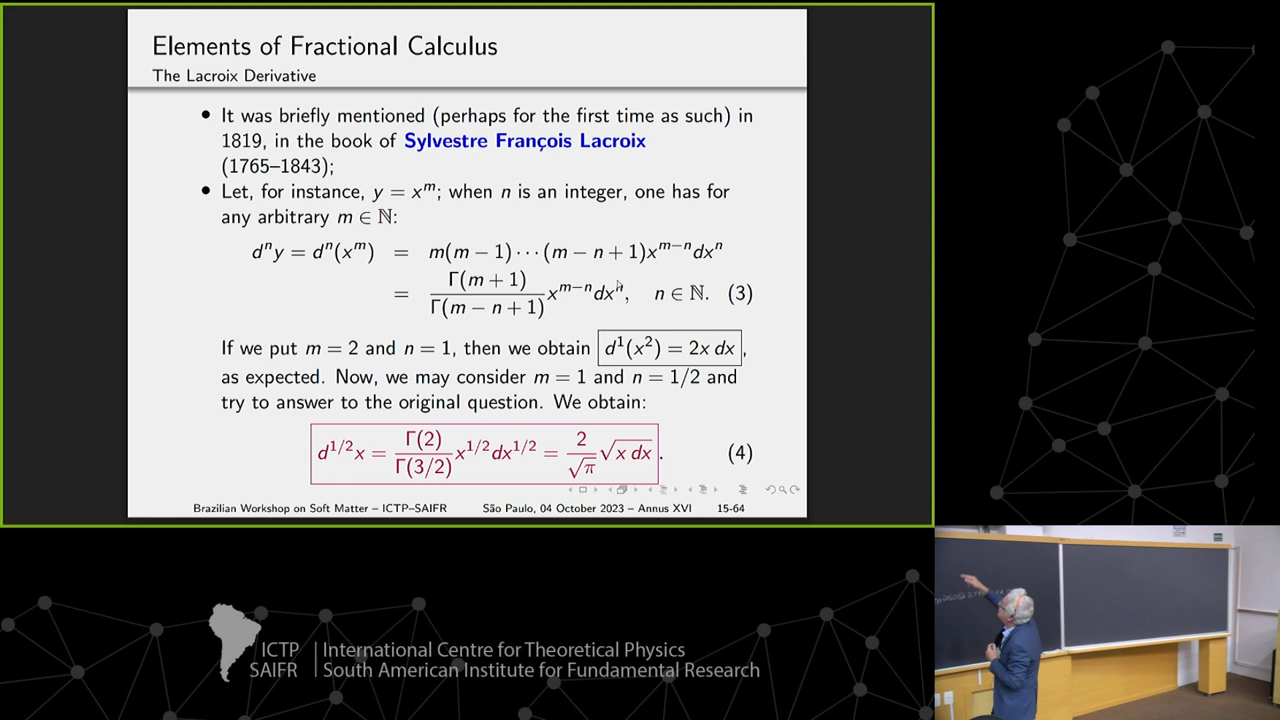 Elements of Fractional Calculus
The Lacroix Derivative
• It was briefly mentioned (perhaps for the first time as such) in
1819, in the book of Sylvestre François Lacroix
(1765–1843);
• Let, for instance, y = x^m; when n is an integer, one has for
any arbitrary m ∈ ℕ:
d^n y = d^n(x^m) = m(m − 1) ⋯ (m − n + 1)x^{m−n}dx^n
= Γ(m + 1)/Γ(m − n + 1) x^{m−n}dx^n, n ∈ ℕ. (3)
If we put m = 2 and n = 1, then we obtain d^1(x^2) = 2x dx,
as expected. Now, we may consider m = 1 and n = 1/2 and
try to answer to the original question. We obtain:
d^{1/2}x = Γ(2)/Γ(3/2) x^{1/2}dx^{1/2} = 2/√π √(x dx). (4)
Brazilian Workshop on Soft Matter – ICTP–SAIFR São Paulo, 04 October 2023 – Annus XVI 15-64
ICTP International Centre for Theoretical Physics
SAIFR South American Institute for Fundamental Research